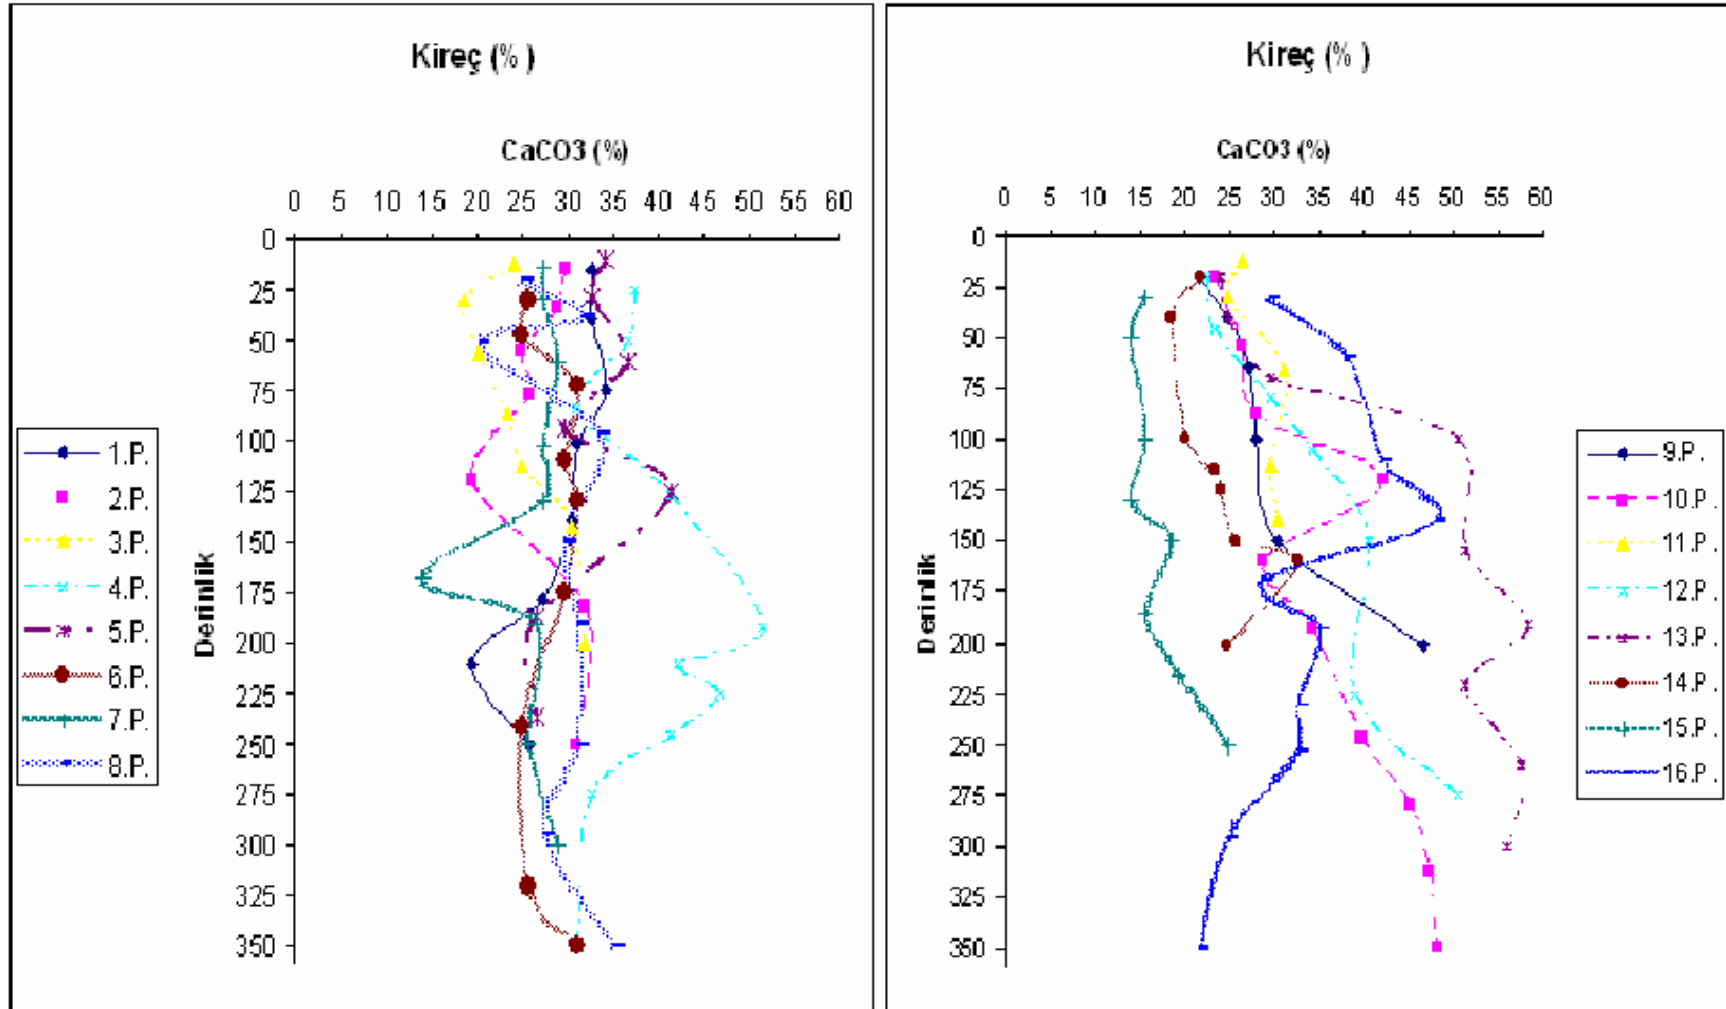 Kireç (% )
CaCO3 (%)
0 5 10 15 20 25 30 35 40 45 50 55 60
0
25
50
75
100
125
150
175
200
225
250
275
300
325
350
Derinlik
1.P.
2.P.
3.P.
4.P.
5.P.
6.P.
7.P.
8.P.
Kireç (% )
CaCO3 (%)
0 5 10 15 20 25 30 35 40 45 50 55 60
0
25
50
75
100
125
150
175
200
225
250
275
300
325
350
Derinlik
9.P.
10.P.
11.P.
12.P.
13.P.
14.P.
15.P.
16.P.